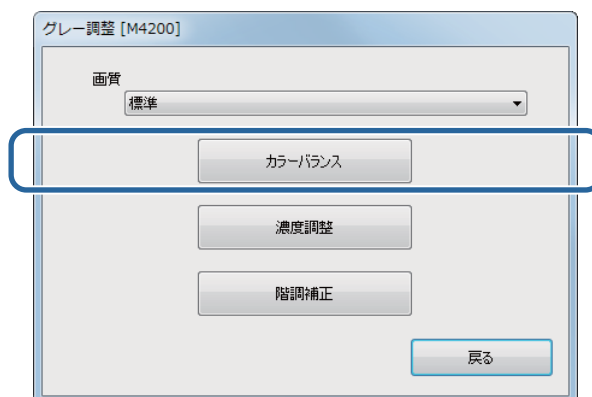 グレー調整 [M4200]
画質
標準
カラーバランス
濃度調整
階調補正
戻る